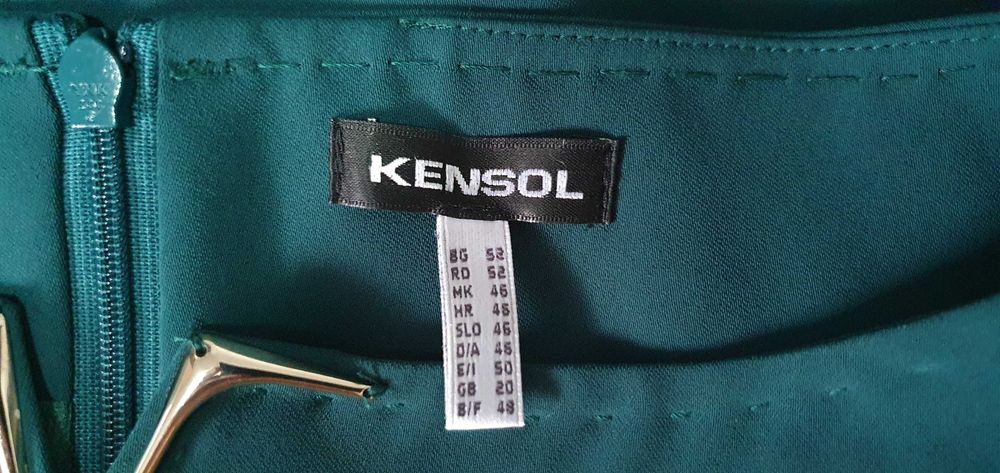 KENSOL
BG 52
RO 52
MK 46
HR 46
SLO 46
D/A 46
E/I 50
GB 20
B/F 48